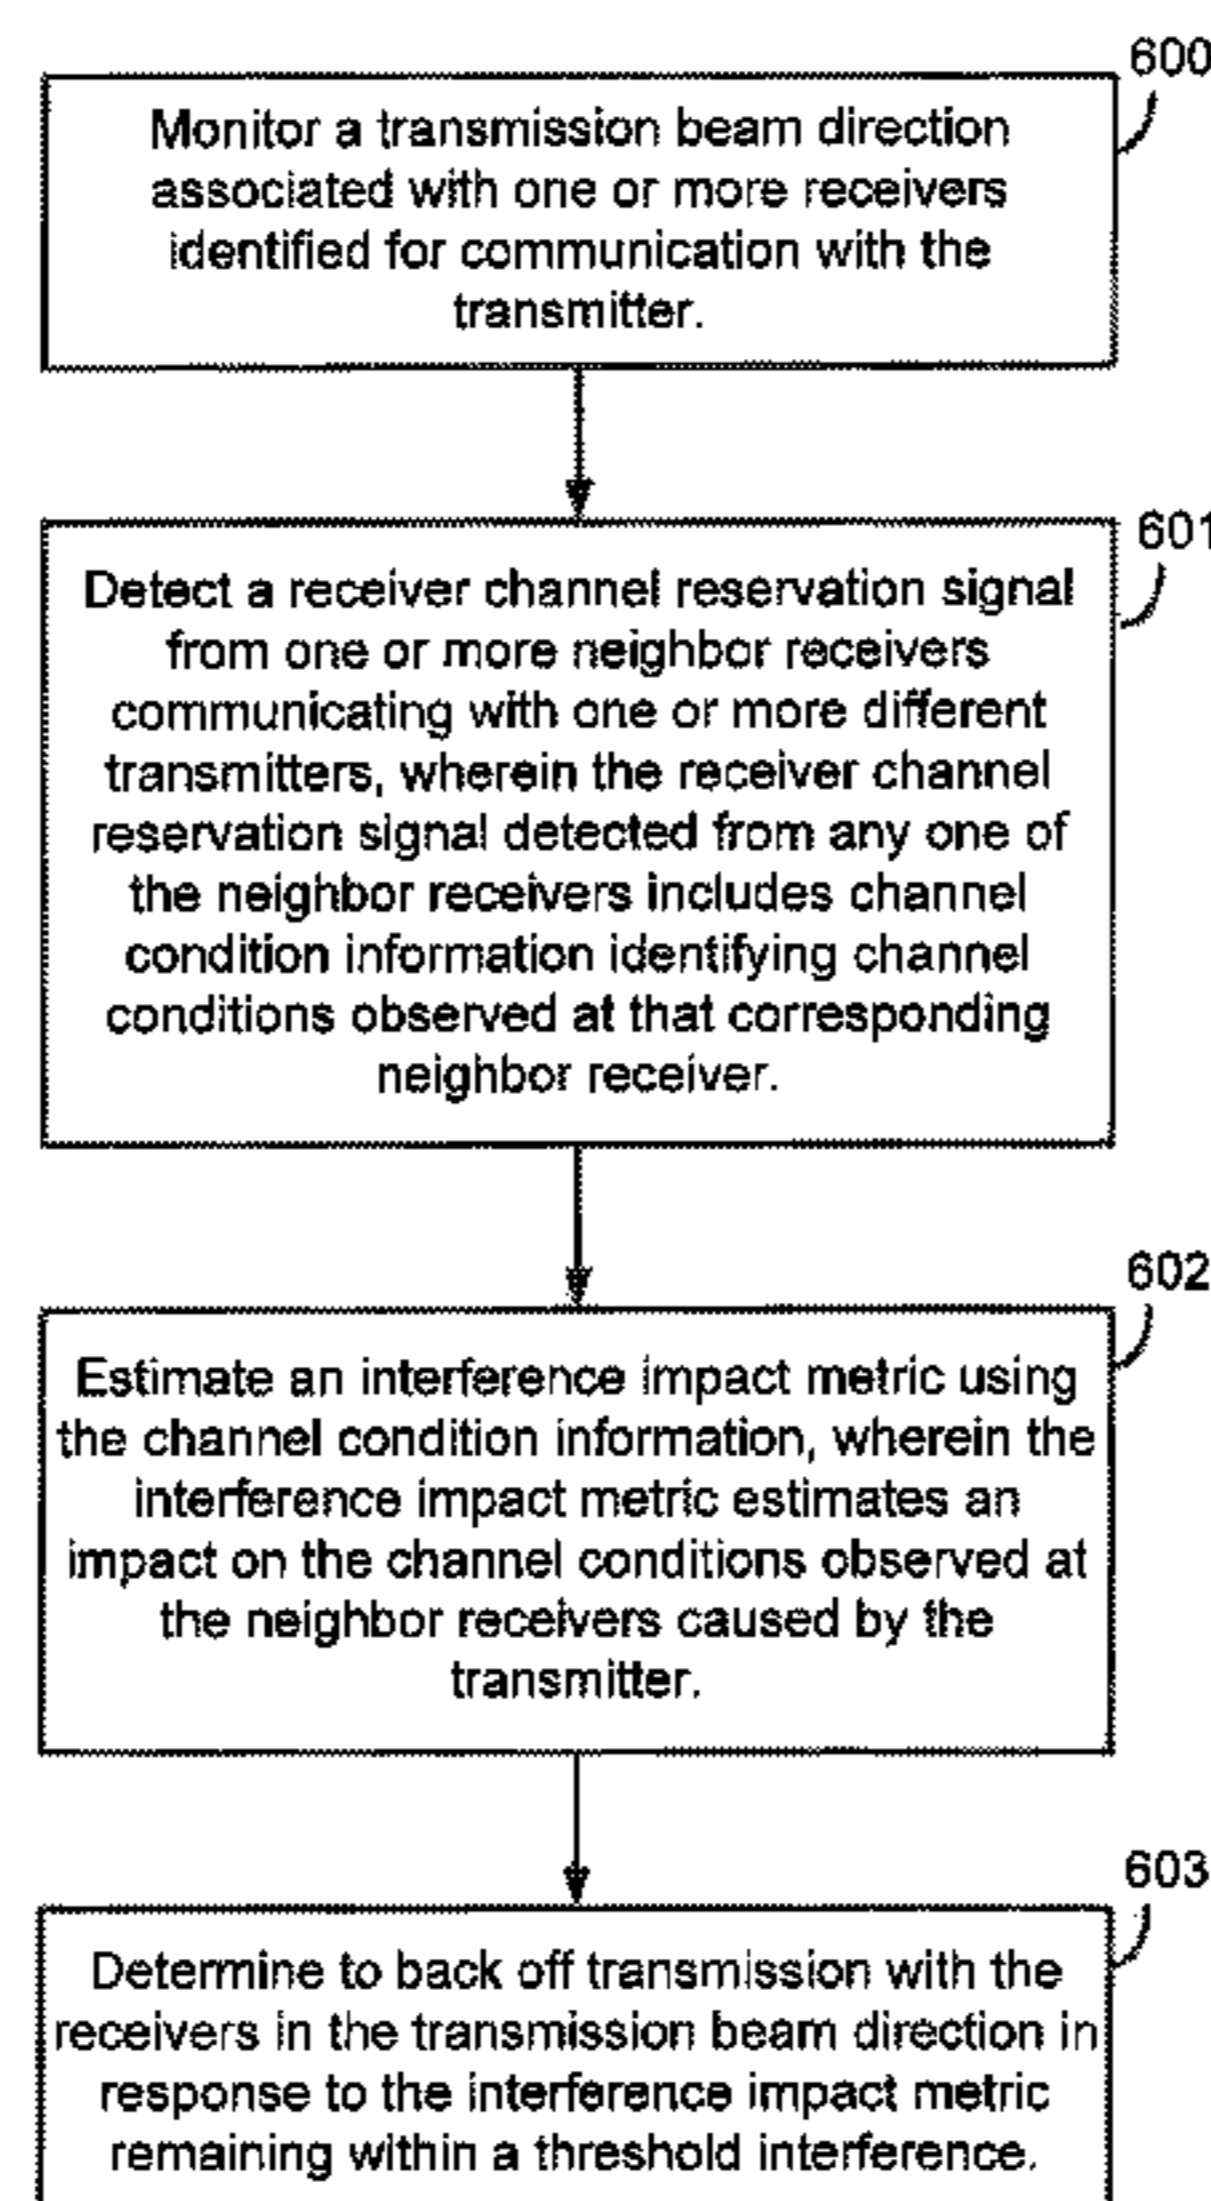 600
Monitor a transmission beam direction
associated with one or more receivers
identified for communication with the
transmitter.
601
Detect a receiver channel reservation signal
from one or more neighbor receivers
communicating with one or more different
transmitters, wherein the receiver channel
reservation signal detected from any one of
the neighbor receivers includes channel
condition information identifying channel
conditions observed at that corresponding
neighbor receiver.
602
Estimate an interference impact metric using
the channel condition information, wherein the
interference impact metric estimates an
impact on the channel conditions observed at
the neighbor receivers caused by the
transmitter.
603
Determine to back off transmission with the
receivers in the transmission beam direction in
response to the interference impact metric
remaining within a threshold interference.